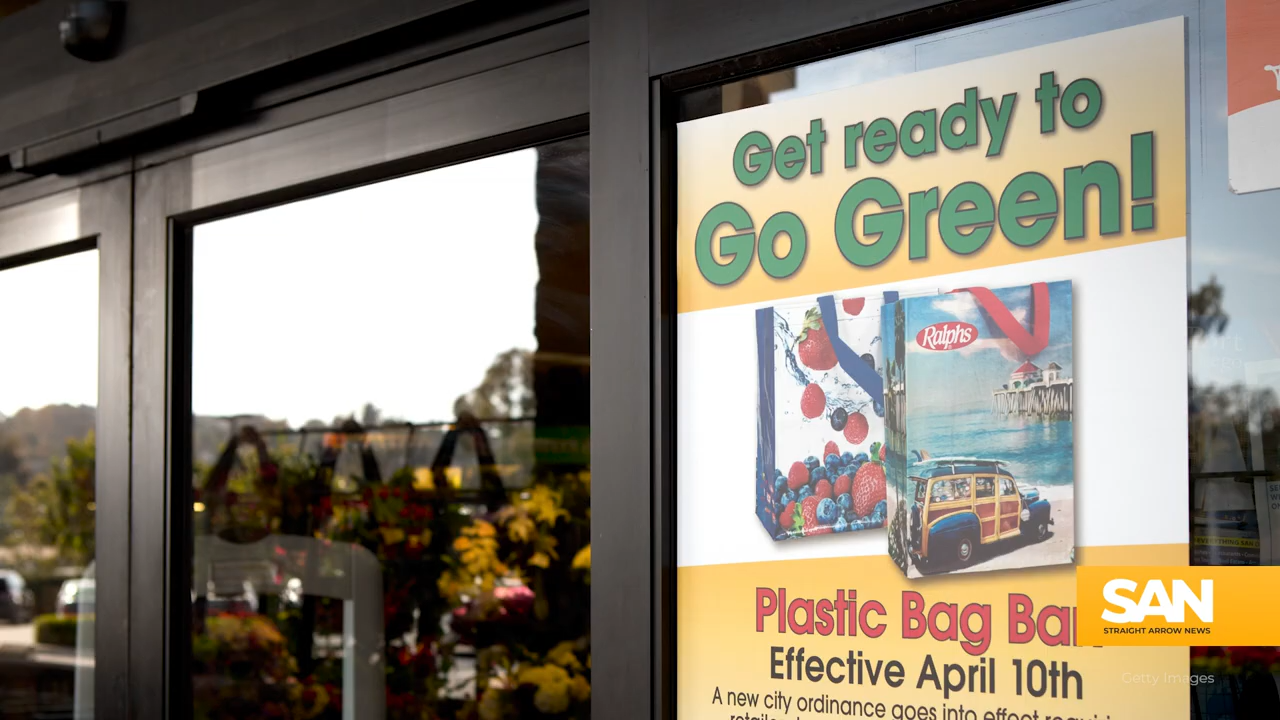 Get ready to
Go Green!
Ralphs
Plastic Bag Ban
Effective April 10th
A new city ordinance goes into effect
SAN
STRAIGHT ARROW NEWS
Getty Images